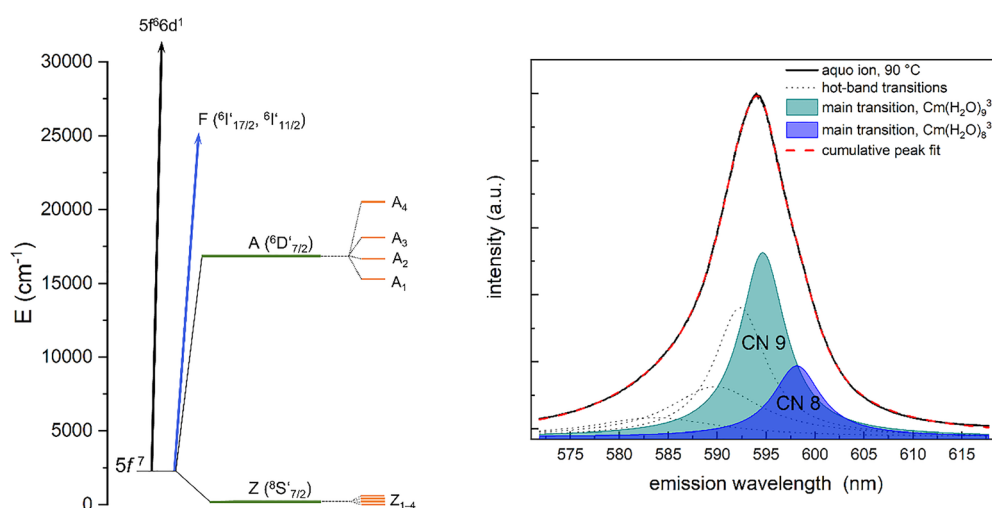 5f⁶6d¹
30000
25000
20000
15000
10000
5000
0
E (cm⁻¹)
F (⁶I'₁₇/₂, ⁶I'₁₁/₂)
A (⁶D'₇/₂)
A₄
A₃
A₂
A₁
5f ⁷
Z (⁸S'₇/₂)
Z₁₋₄
aquo ion, 90 °C
hot-band transitions
main transition, Cm(H₂O)₉³
main transition, Cm(H₂O)₈³
cumulative peak fit
intensity (a.u.)
CN 9
CN 8
575 580 585 590 595 600 605 610 615
emission wavelength (nm)